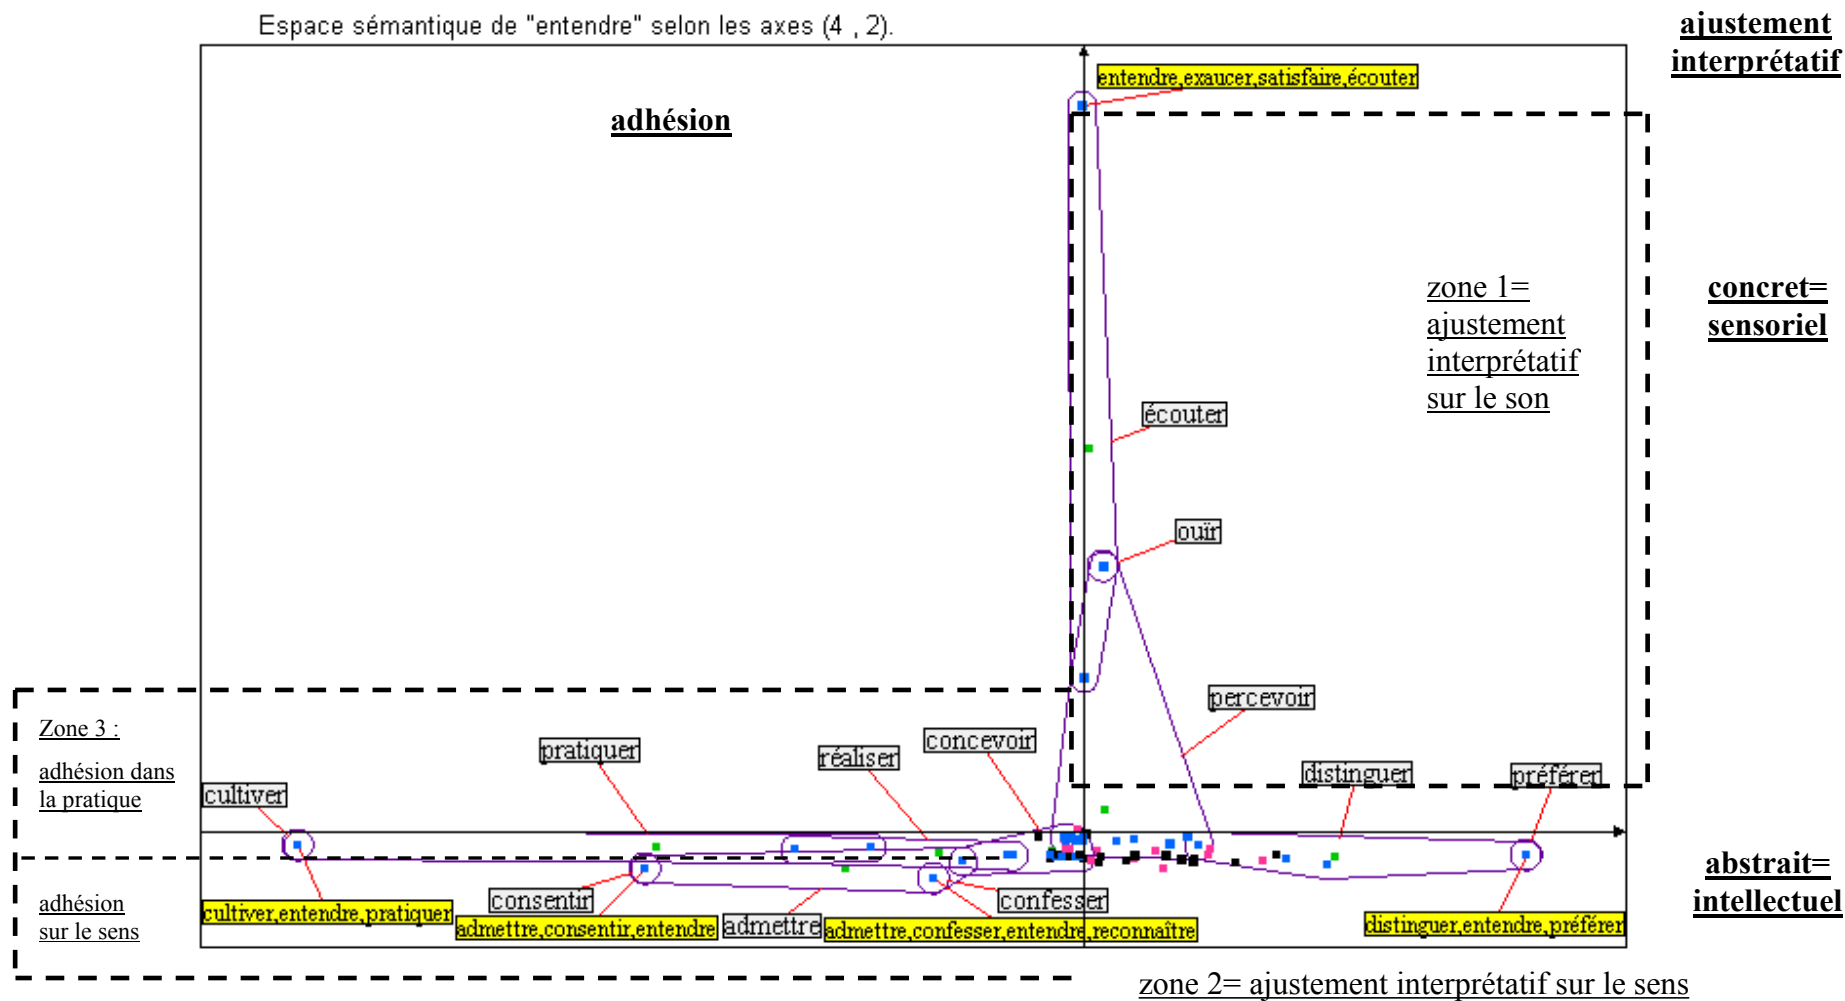 Espace sémantique de "entendre" selon les axes (4 , 2).
ajustement
interprétatif
entendre,exaucer,satisfaire,écouter
adhésion
zone 1=
ajustement
interprétatif
sur le son
concret=
sensoriel
écouter
ouïr
percevoir
Zone 3 :
adhésion dans
la pratique
pratiquer
réaliser
concevoir
distinguer
préférer
cultiver
abstrait=
intellectuel
adhésion
sur le sens
consentir
confesser
cultiver,entendre,pratiquer
admettre,consentir,entendre
admettre
admettre,confesser,entendre,reconnaître
distinguer,entendre,préférer
zone 2= ajustement interprétatif sur le sens